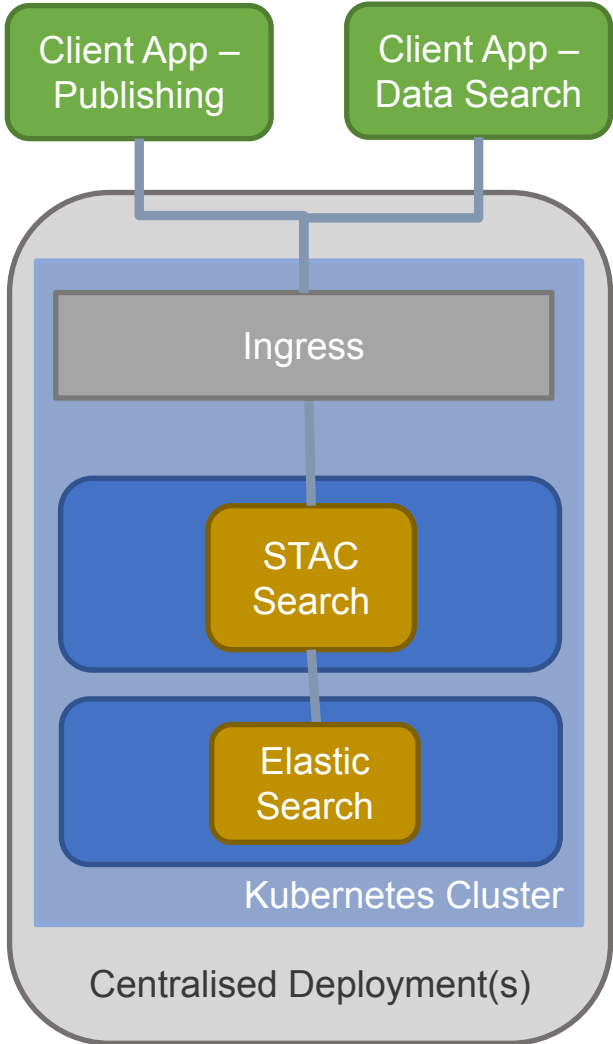 Client App –
Publishing
Client App –
Data Search
Ingress
STAC
Search
Elastic
Search
Kubernetes Cluster
Centralised Deployment(s)